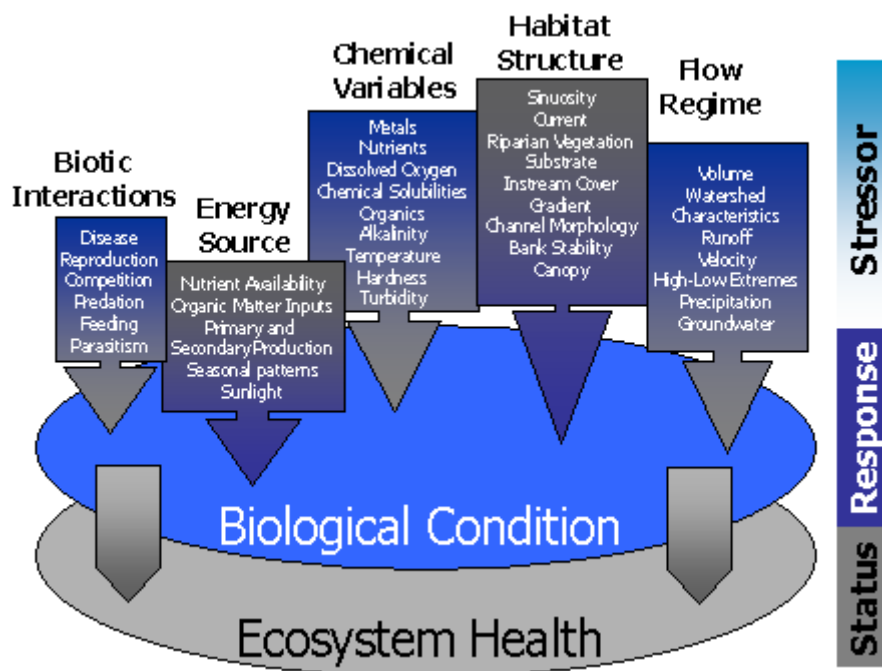 Biotic
Interactions
Disease
Reproduction
Competition
Predation
Feeding
Parasitism
Energy
Source
Nutrient Availability
Organic Matter Inputs
Primary and
Secondary Production
Seasonal patterns
Sunlight
Chemical
Variables
Metals
Nutrients
Dissolved Oxygen
Chemical Solubilities
Organics
Alkalinity
Temperature
Hardness
Turbidity
Habitat
Structure
Sinuosity
Current
Riparian Vegetation
Substrate
Instream Cover
Gradient
Channel Morphology
Bank Stability
Canopy
Flow
Regime
Volume
Watershed
Characteristics
Runoff
Velocity
High-Low Extremes
Precipitation
Groundwater
Biological Condition
Ecosystem Health
Stressor
Response
Status